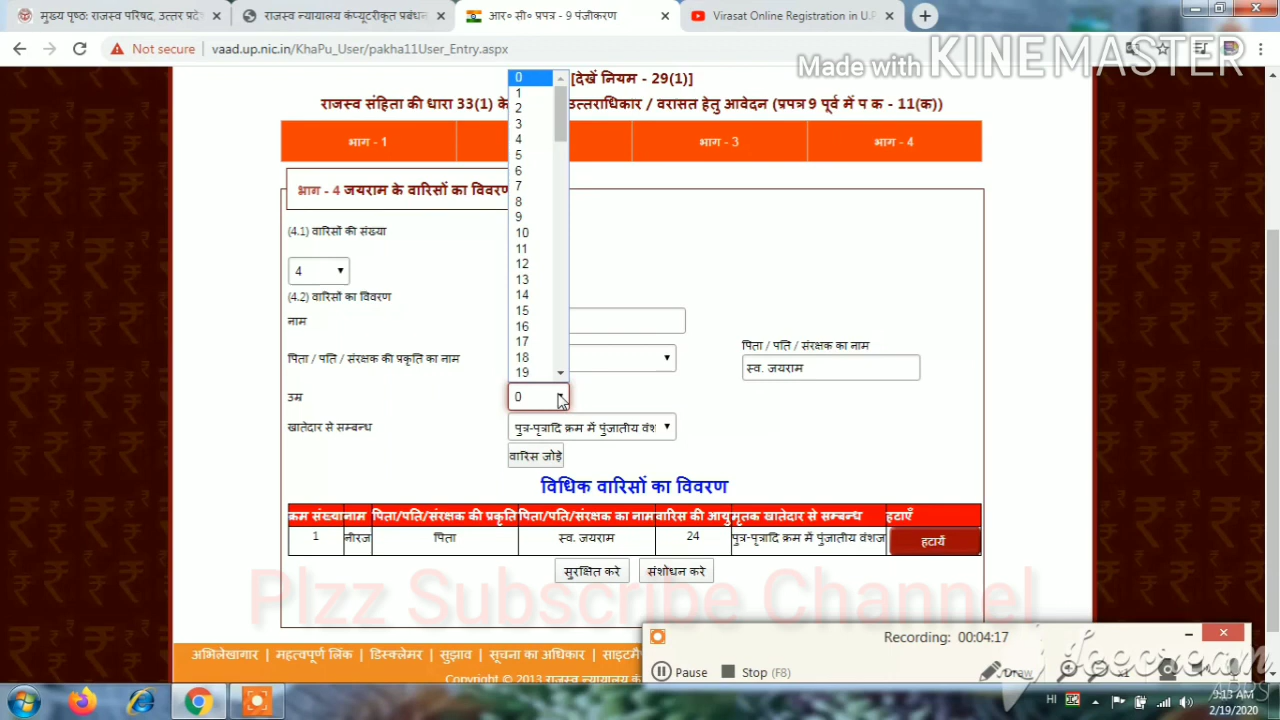 मुख्य पृष्ठ: राजस्व परिषद, उत्तर प्रदे
राजस्व न्यायालय कंप्यूटरीकृत प्रबंधन
आर० सी० प्रपत्र - 9 पंजीकरण
Virasat Online Registration in U.P
Not secure
vaad.up.nic.in/KhaPu_User/pakha11User_Entry.aspx
Made with KINEMASTER
[देखें नियम - 29(1)]
राजस्व संहिता की धारा 33(1) के
उत्तराधिकार / वरासत हेतु आवेदन (प्रपत्र 9 पूर्व में प क - 11(क))
भाग - 1
भाग - 3
भाग - 4
भाग - 4 जयराम के वारिसों का विवरण
(4.1) वारिसों की संख्या
4
(4.2) वारिसों का विवरण
नाम
पिता / पति / संरक्षक की प्रकृति का नाम
पिता / पति / संरक्षक का नाम
स्व. जयराम
0
1
2
3
4
5
6
7
8
9
10
11
12
13
14
15
16
17
18
19
उम्र
0
खातेदार से सम्बन्ध
पुत्र-पृत्रादि क्रम में पुंजातीय वंश
वारिस जोड़े
विधिक वारिसों का विवरण
क्रम संख्या नाम पिता/पति/संरक्षक की प्रकृति पिता/पति/संरक्षक का नाम वारिस की आयु मृतक खातेदार से सम्बन्ध हटाएँ
1 नीरज पिता स्व. जयराम 24 पुत्र-पृत्रादि क्रम में पुंजातीय वंशज हटायें
सुरक्षित करे संशोधन करे
Plzz Subscribe Channel
अभिलेखागार | महत्वपूर्ण लिंक | डिस्क्लेमर | सुझाव | सूचना का अधिकार | साइटमै
Copyright © 2013 राजस्व न्यायालय कं
Recording: 00:04:17
Pause
Stop (F8)
Draw
x1
Icecream
APPS
HI
9:13 AM
2/19/2020